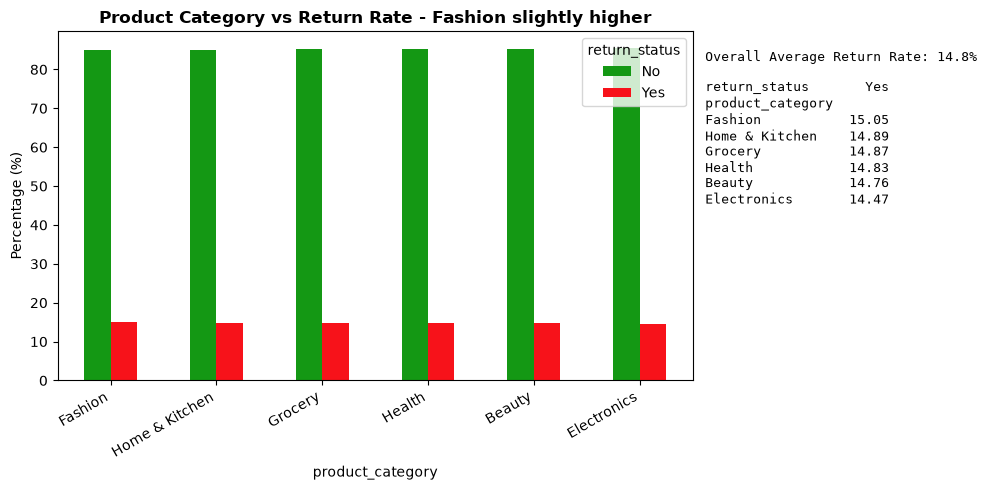 Product Category vs Return Rate - Fashion slightly higher
Percentage (%)
80
70
60
50
40
30
20
10
0
return_status
No
Yes
Fashion
Home & Kitchen
Grocery
Health
Beauty
Electronics
product_category
Overall Average Return Rate: 14.8%
return_status Yes
product_category
Fashion 15.05
Home & Kitchen 14.89
Grocery 14.87
Health 14.83
Beauty 14.76
Electronics 14.47